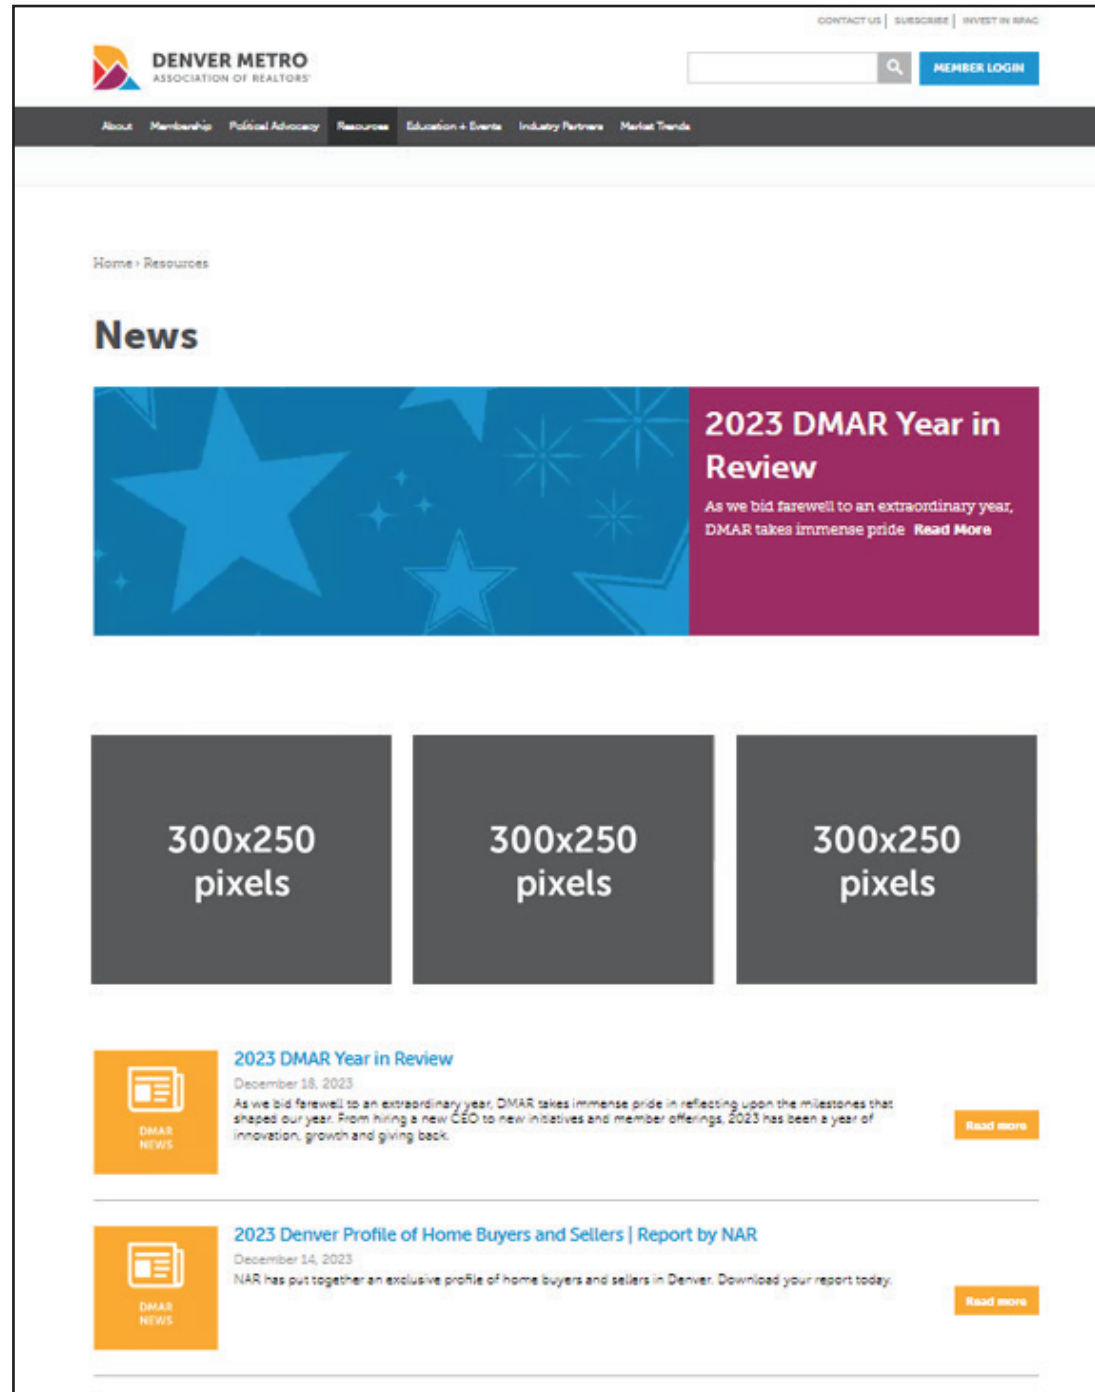 CONTACT US | SUBSCRIBE | INVEST IN RPAC
DENVER METRO
ASSOCIATION OF REALTORS®
MEMBER LOGIN
About Membership Political Advocacy Resources Education + Events Industry Partners Market Trends
Home › Resources
News
2023 DMAR Year in
Review
As we bid farewell to an extraordinary year,
DMAR takes immense pride Read More
300x250
pixels
300x250
pixels
300x250
pixels
DMAR
NEWS
2023 DMAR Year in Review
December 18, 2023
As we bid farewell to an extraordinary year, DMAR takes immense pride in reflecting upon the milestones that
shaped our year. From hiring a new CEO to new initiatives and member offerings, 2023 has been a year of
innovation, growth and giving back.
Read more
DMAR
NEWS
2023 Denver Profile of Home Buyers and Sellers | Report by NAR
December 14, 2023
NAR has put together an exclusive profile of home buyers and sellers in Denver. Download your report today.
Read more